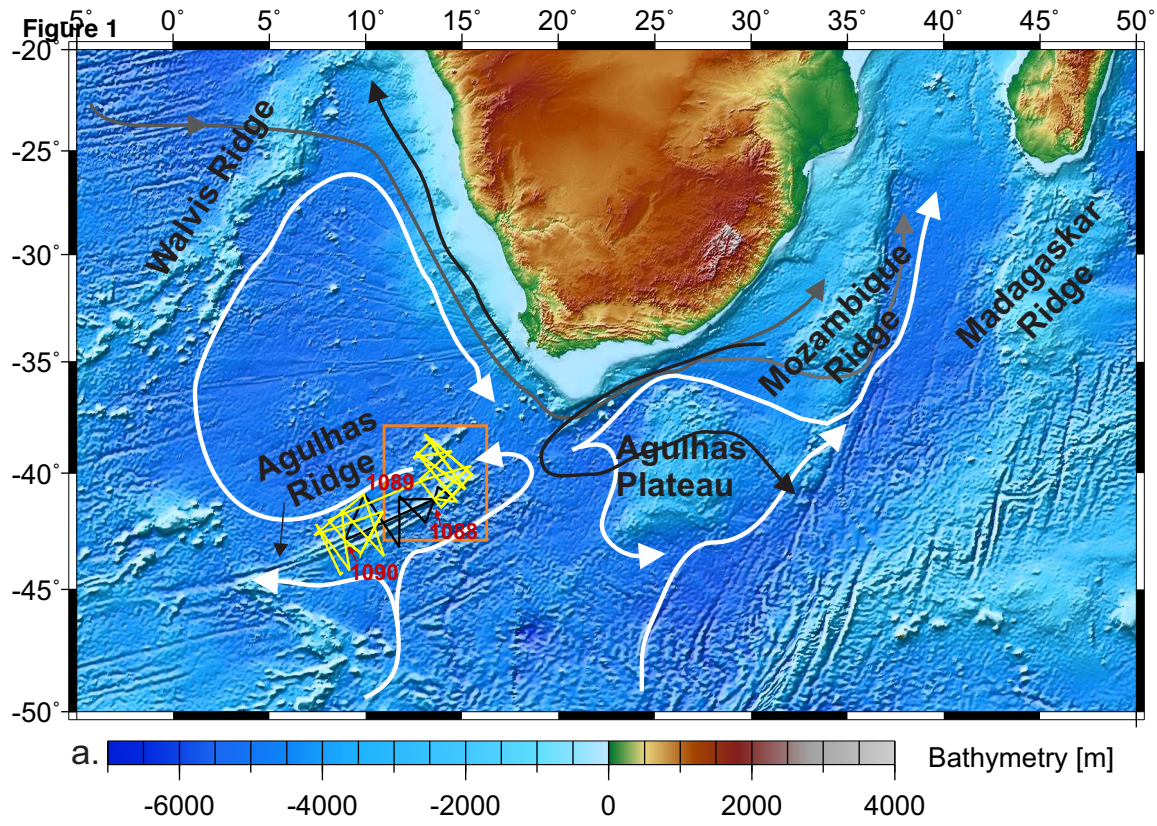 Figure 1
5° 0° 5° 10° 15° 20° 25° 30° 35° 40° 45° 50°
-20°
-25°
-30°
-35°
-40°
-45°
-50°
Walvis Ridge
Agulhas
Ridge
1089
1088
1090
Agulhas
Plateau
Mozambique
Ridge
Madagaskar
Ridge
a.
Bathymetry [m]
-6000 -4000 -2000 0 2000 4000